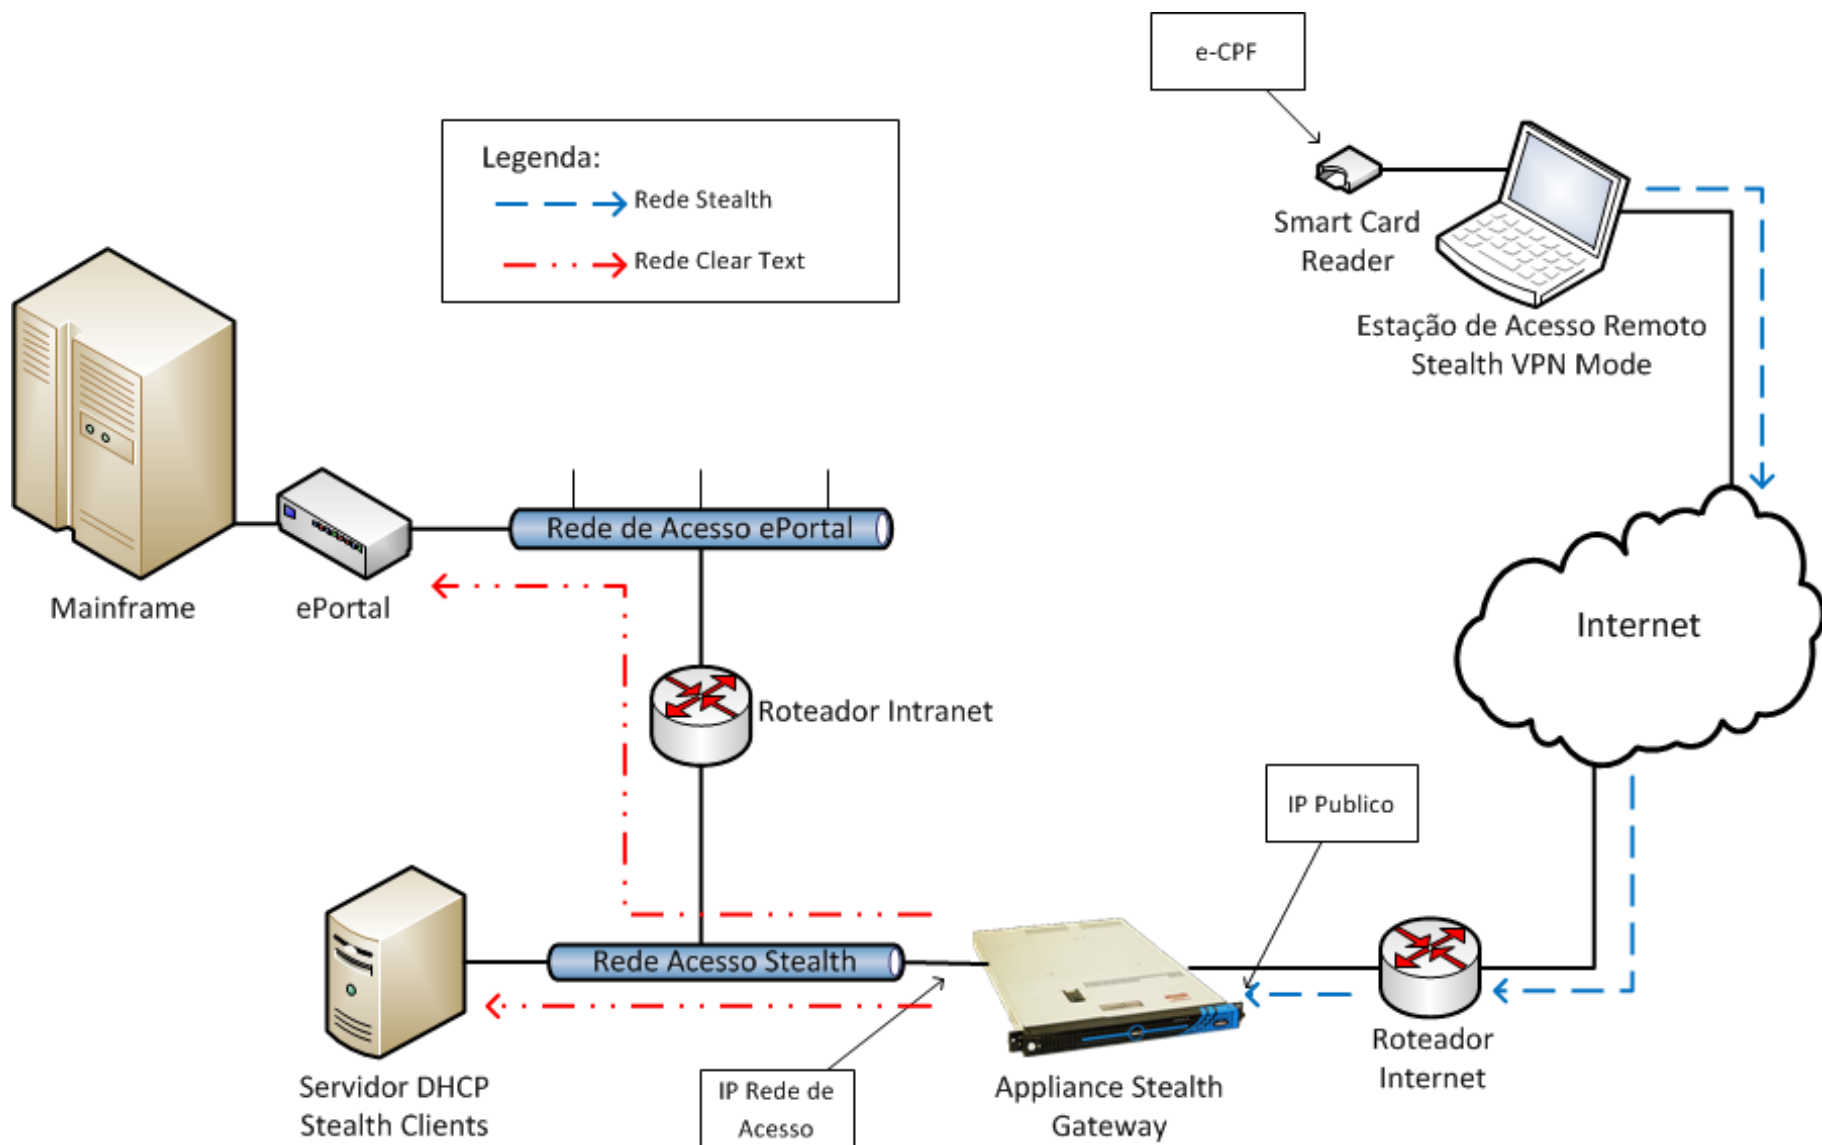 e-CPF
Legenda:
Rede Stealth
Rede Clear Text
Smart Card
Reader
Estação de Acesso Remoto
Stealth VPN Mode
Rede de Acesso ePortal
Mainframe
ePortal
Internet
Roteador Intranet
IP Publico
Rede Acesso Stealth
Servidor DHCP
Stealth Clients
IP Rede de
Acesso
Appliance Stealth
Gateway
Roteador
Internet